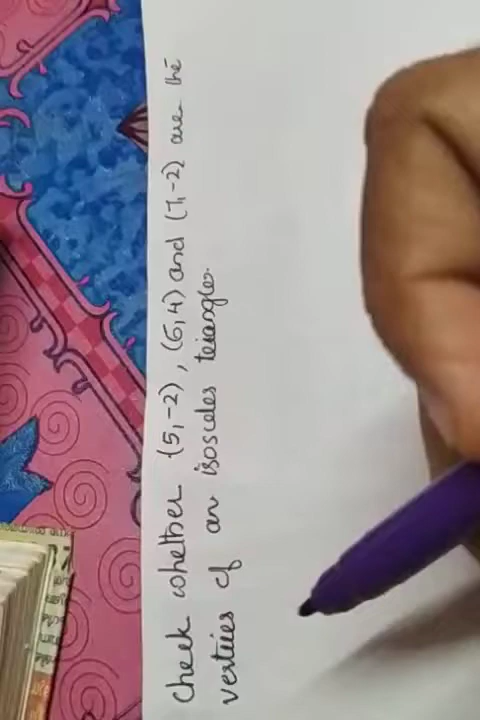 Check whether (5,-2), (6,4) and (7,-2) are the
vertices of an isosceles triangle.